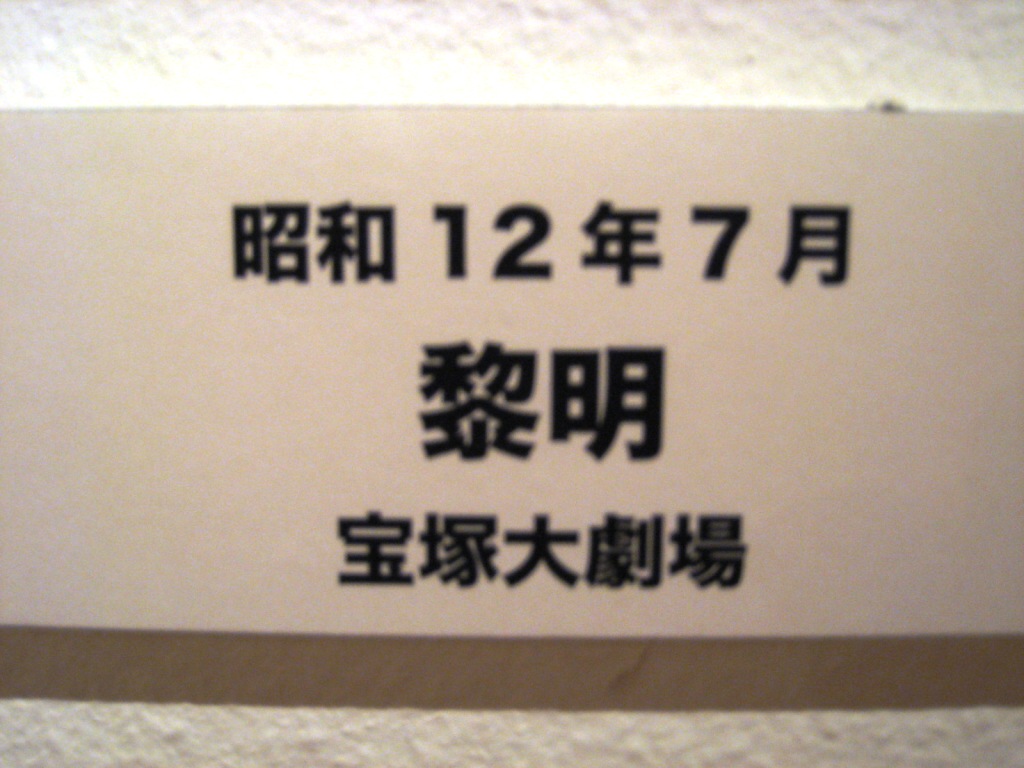 昭和 12 年 7 月
黎明
宝塚大劇場